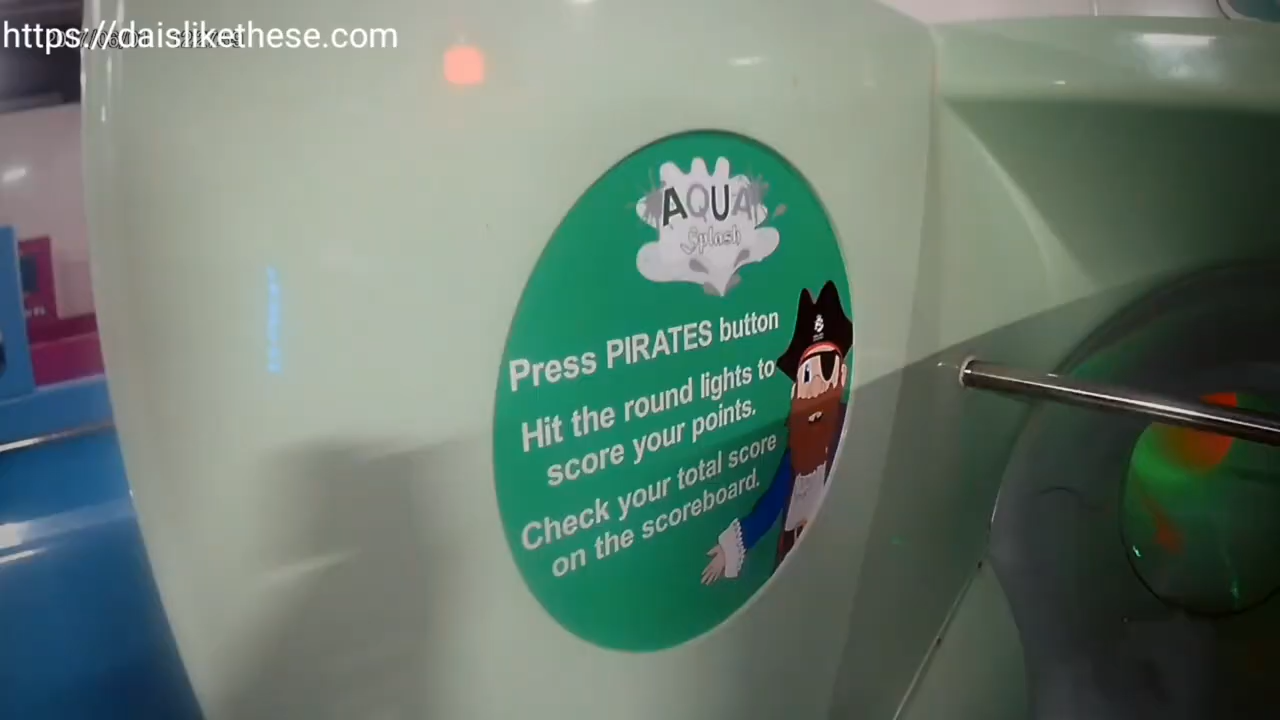 https://daislikethese.com
AQUA
Splash
Press PIRATES button
Hit the round lights to
score your points.
Check your total score
on the scoreboard.